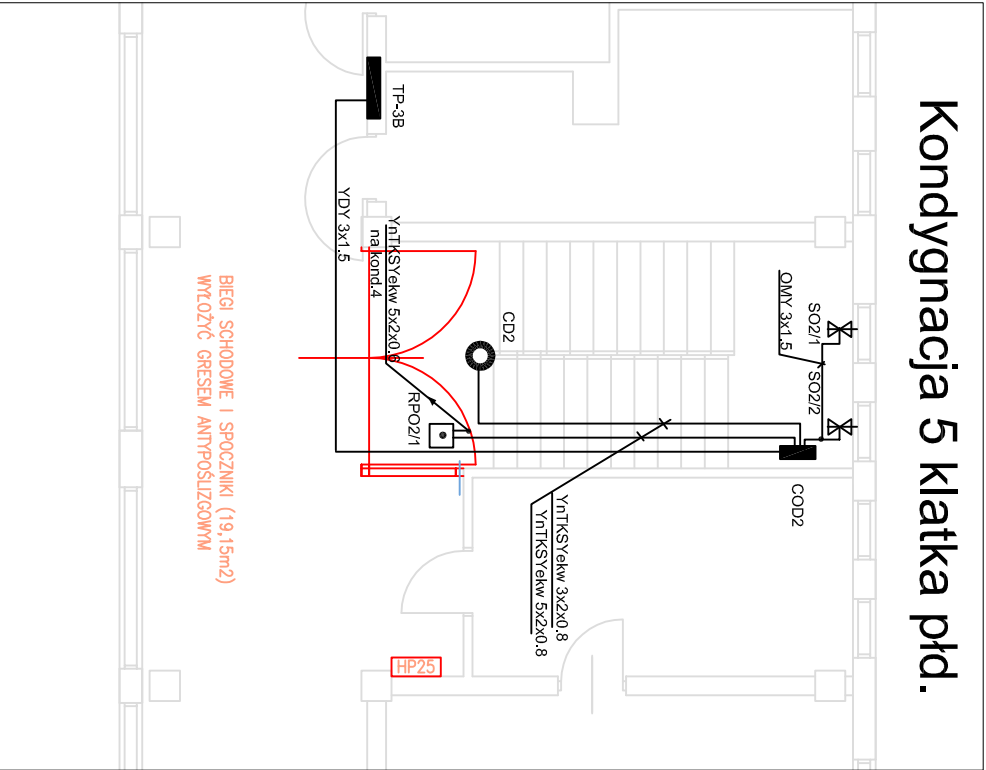 Kondygnacja 5 klatka płd.
SO2/1
SO2/2
OMY 3x1.5
COD2
CD2
YnTKSYekw 3x2x0.8
YnTKSYekw 5x2x0.8
RPO2/1
YnTKSYekw 5x2x0.8
na kond.4
TP-3B
YDY 3x1.5
HP25
BIEGI SCHODOWE I SPOCZNIKI (19,15m2)
WYŁOŻYĆ GRESEM ANTYPOŚLIZGOWYM